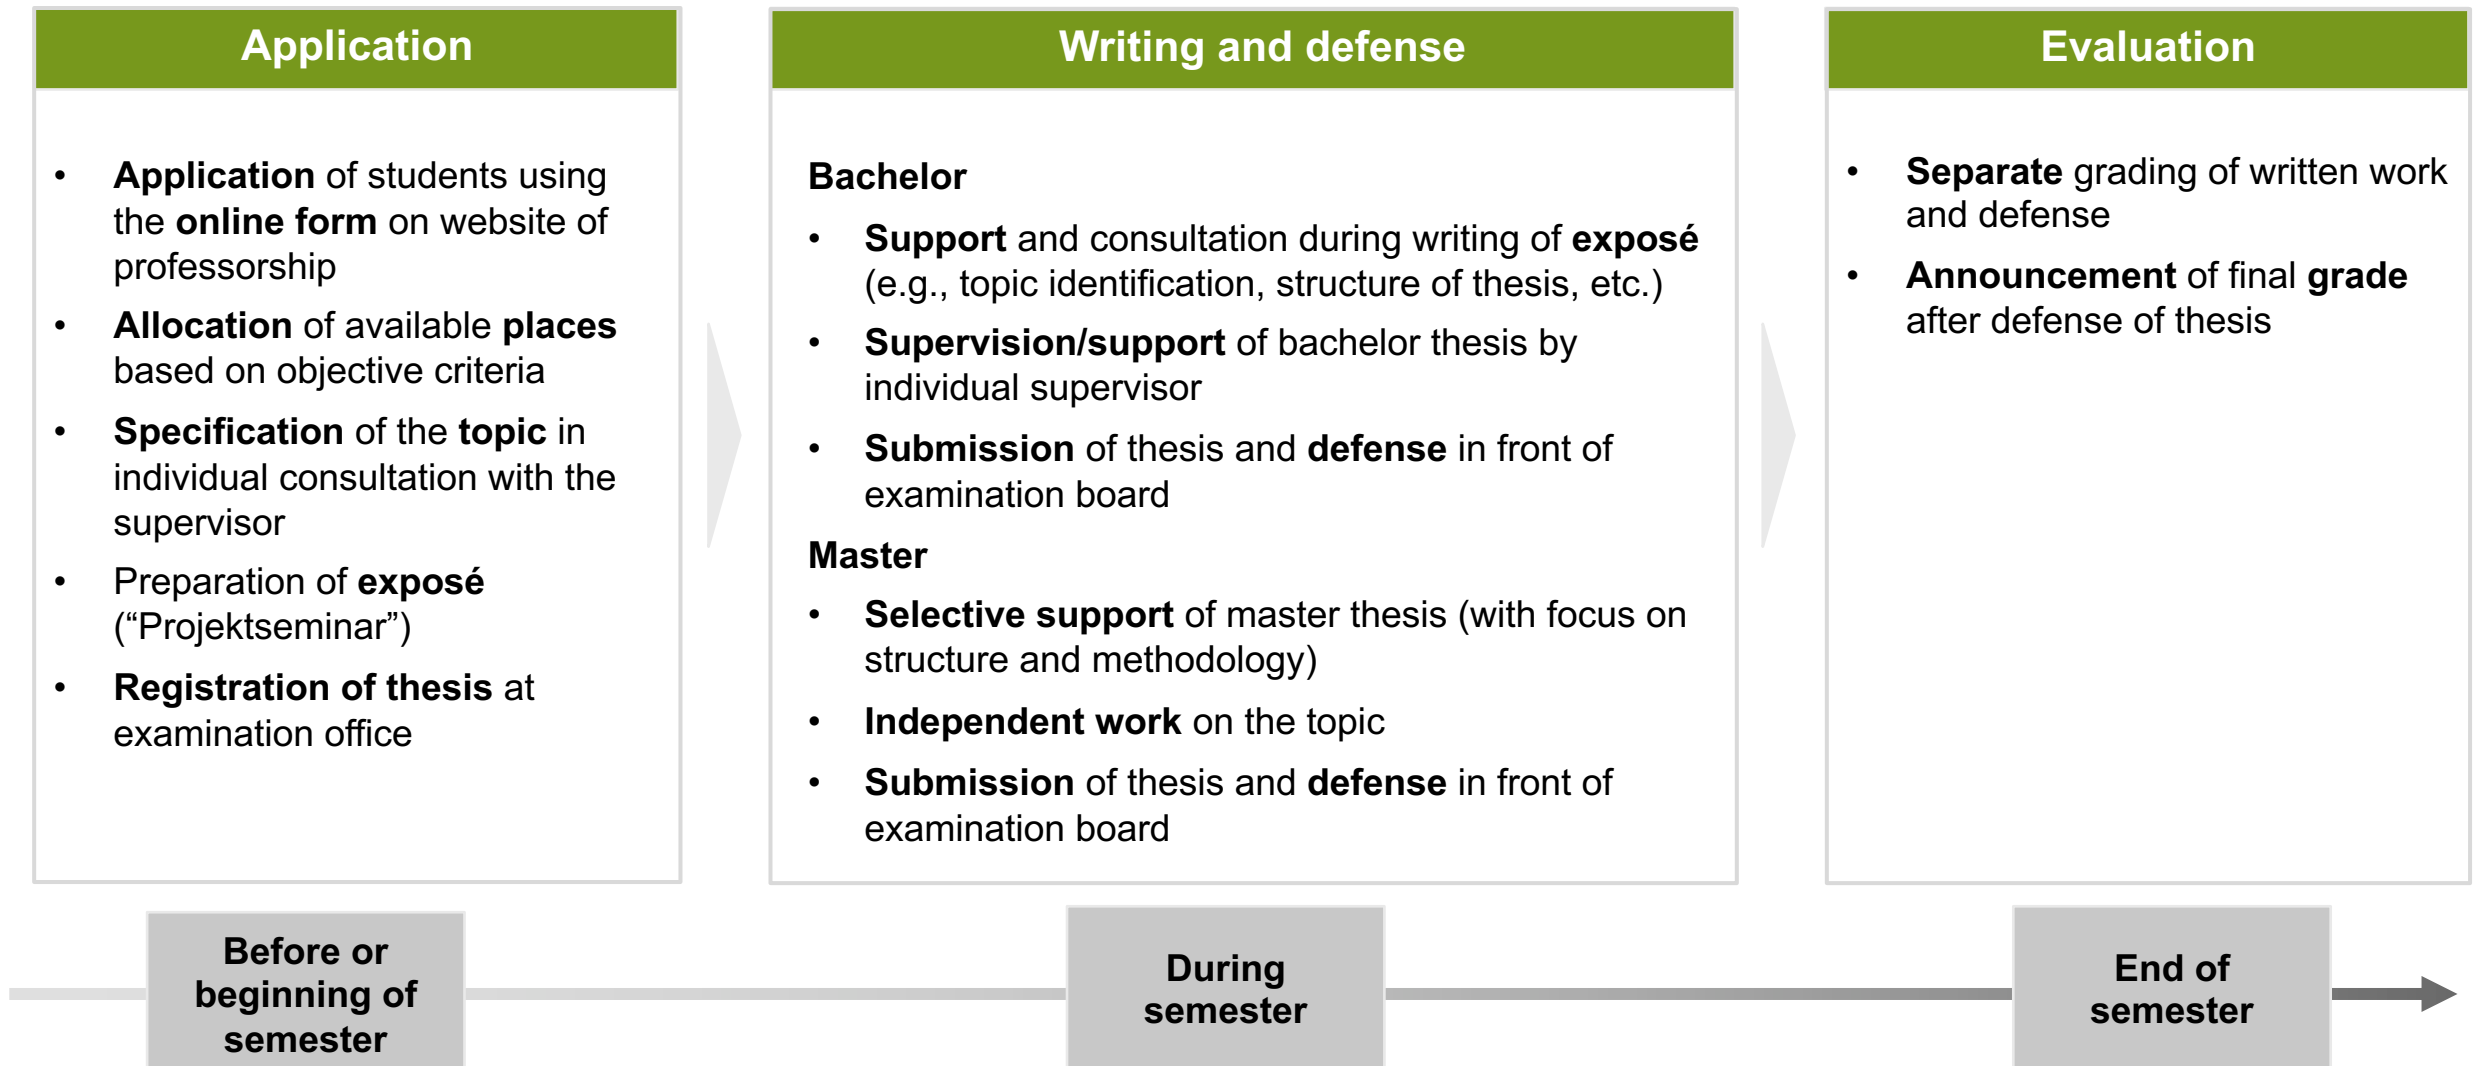 Application
• Application of students using
the online form on website of
professorship
• Allocation of available places
based on objective criteria
• Specification of the topic in
individual consultation with the
supervisor
• Preparation of exposé
(“Projektseminar”)
• Registration of thesis at
examination office
Writing and defense
Bachelor
• Support and consultation during writing of exposé
(e.g., topic identification, structure of thesis, etc.)
• Supervision/support of bachelor thesis by
individual supervisor
• Submission of thesis and defense in front of
examination board
Master
• Selective support of master thesis (with focus on
structure and methodology)
• Independent work on the topic
• Submission of thesis and defense in front of
examination board
Evaluation
• Separate grading of written work
and defense
• Announcement of final grade
after defense of thesis
Before or
beginning of
semester
During
semester
End of
semester